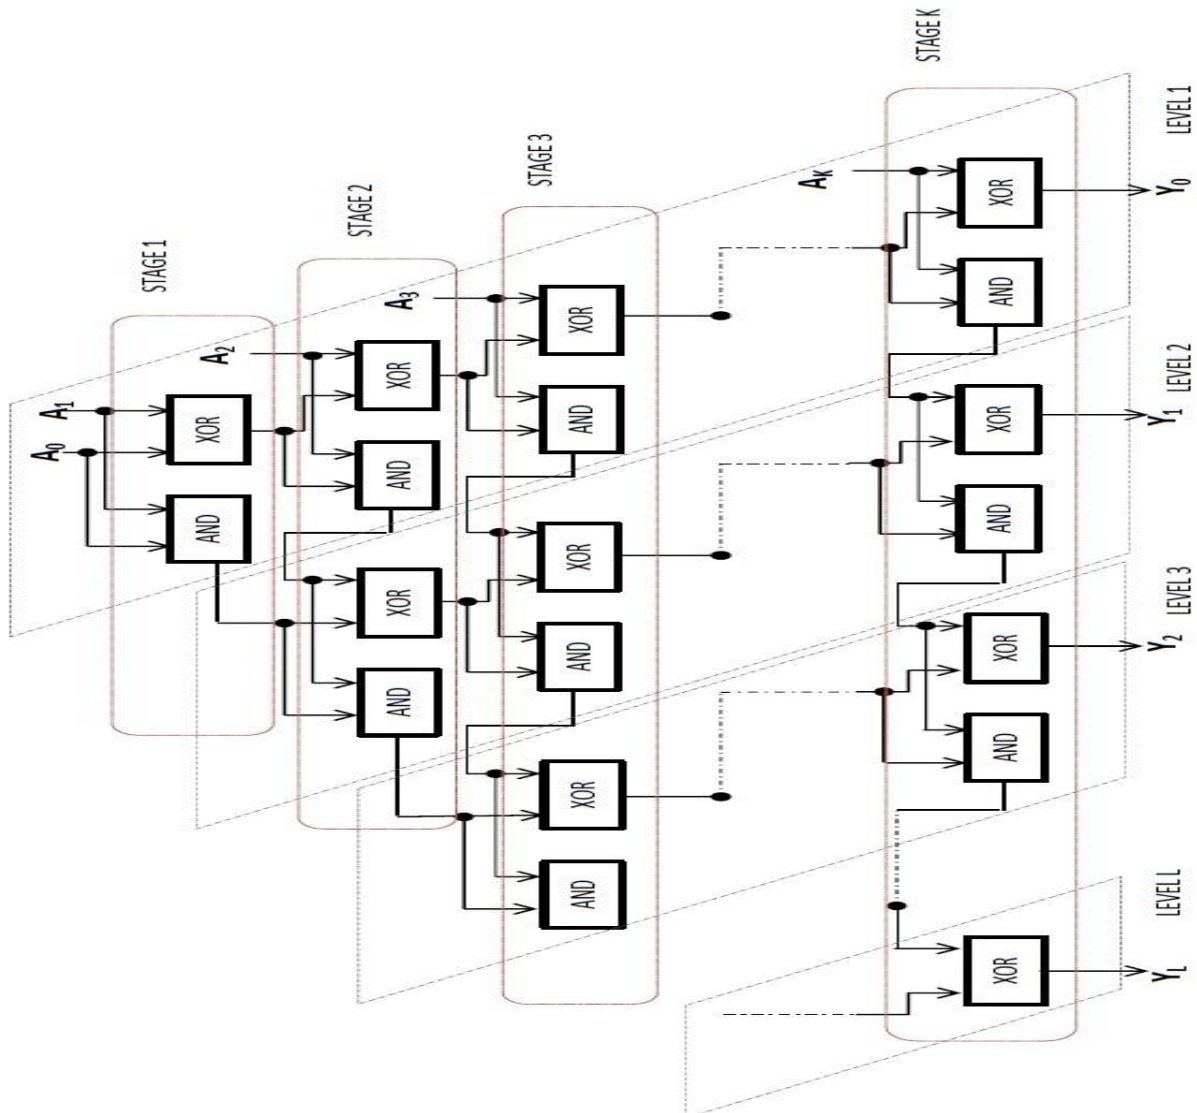 STAGE 1
STAGE 2
STAGE 3
STAGE K
A0
A1
AND
XOR
A2
AND
XOR
AND
XOR
A3
AND
XOR
AND
XOR
AND
XOR
AK
XOR
AND
XOR
AND
XOR
AND
XOR
YL
Y2
Y1
Y0
LEVEL L
LEVEL 3
LEVEL 2
LEVEL 1